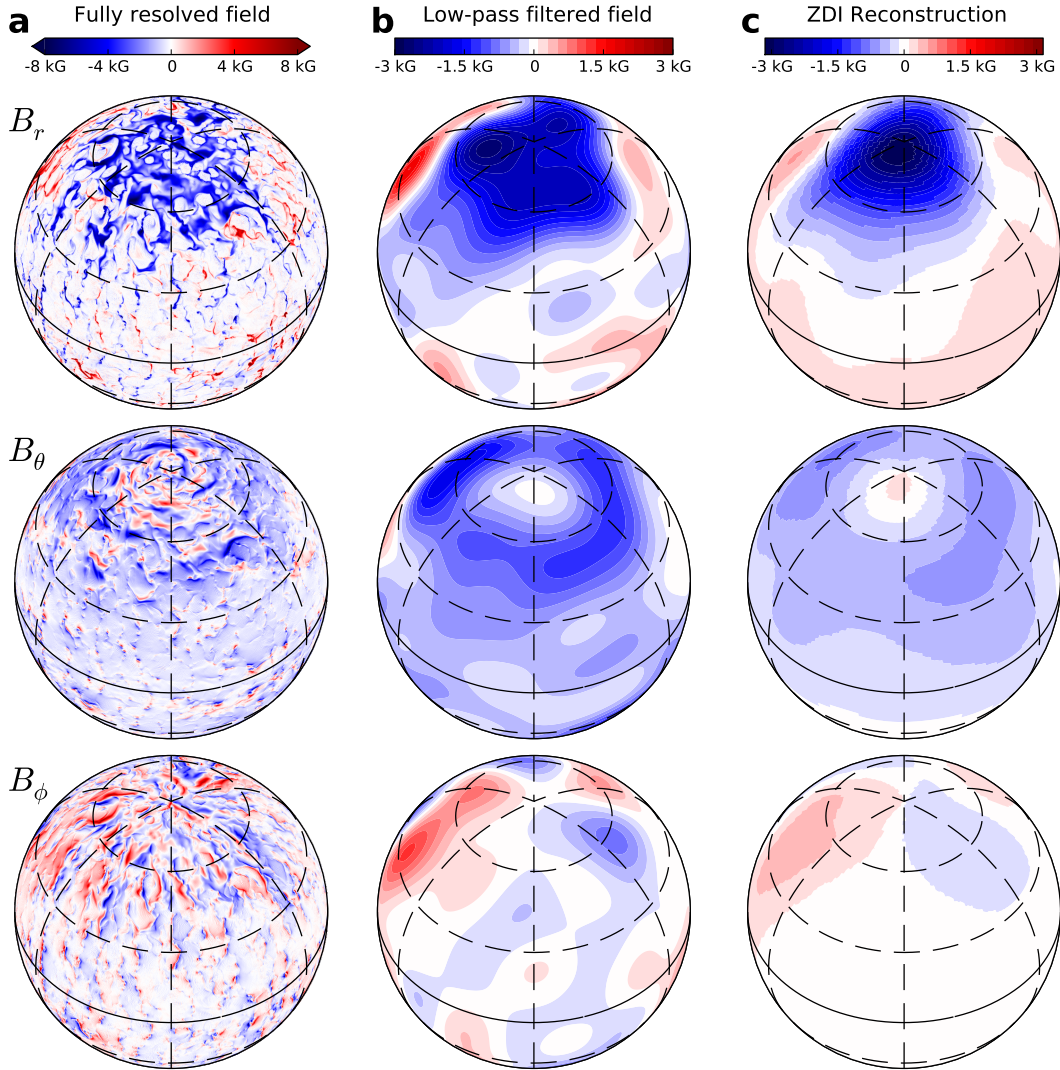 a Fully resolved field
-8 kG -4 kG 0 4 kG 8 kG
b Low-pass filtered field
-3 kG -1.5 kG 0 1.5 kG 3 kG
c ZDI Reconstruction
-3 kG -1.5 kG 0 1.5 kG 3 kG
B_r
B_θ
B_ϕ